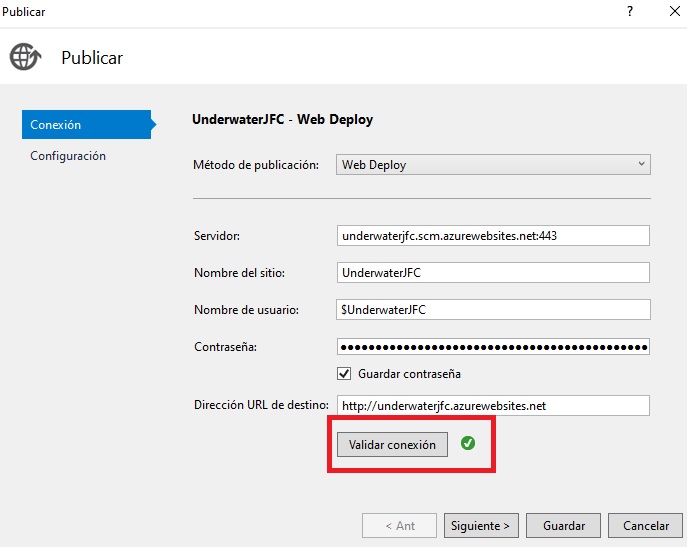 Publicar
?
Publicar
Conexión
Configuración
UnderwaterJFC - Web Deploy
Método de publicación: Web Deploy
Servidor: underwaterjfc.scm.azurewebsites.net:443
Nombre del sitio: UnderwaterJFC
Nombre de usuario: $UnderwaterJFC
Contraseña: ●●●●●●●●●●●●●●●●●●●●●●●●●●●●●●●●●●●●●●●●
Guardar contraseña
Dirección URL de destino: http://underwaterjfc.azurewebsites.net
Validar conexión
< Ant Siguiente > Guardar Cancelar